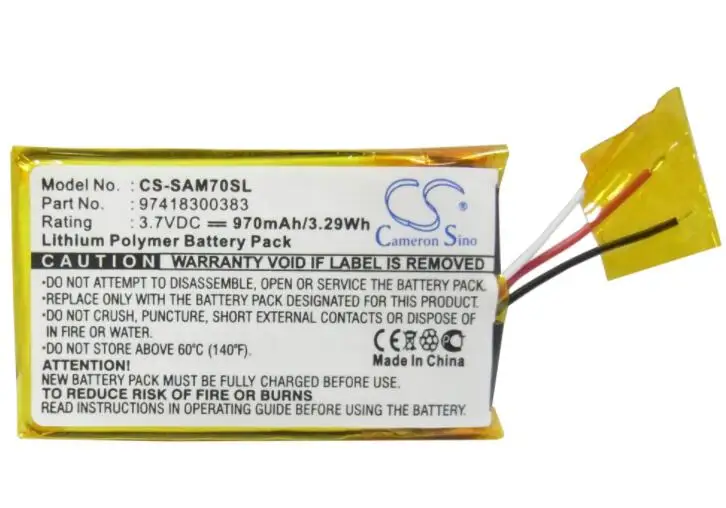 Model No. : CS-SAM70SL
Part No. : 97418300383
Rating : 3.7VDC ⎓ 970mAh/3.29Wh
Lithium Polymer Battery Pack
CS
Cameron Sino
CAUTION WARRANTY VOID IF LABEL IS REMOVED
•DO NOT ATTEMPT TO DISASSEMBLE, OPEN OR SERVICE BATTERY PACK.
•REPLACE ONLY WITH THE BATTERY PACK DESIGNATED FOR THIS PRODUCT.
•DO NOT CRUSH, PUNCTURE, SHORT EXTERNAL CONTACTS OR DISPOSE OF
IN FIRE OR WATER.
•DO NOT STORE ABOVE 60°C (140°F).
CE
Made In China
ATTENTION!
NEW BATTERY PACK MUST BE FULLY CHARGED BEFORE INITIAL USE
•TO REDUCE RISK OF FIRE OR BURNS
READ INSTRUCTIONS IN OPERATING GUIDE BEFORE USING THE BATTERY.